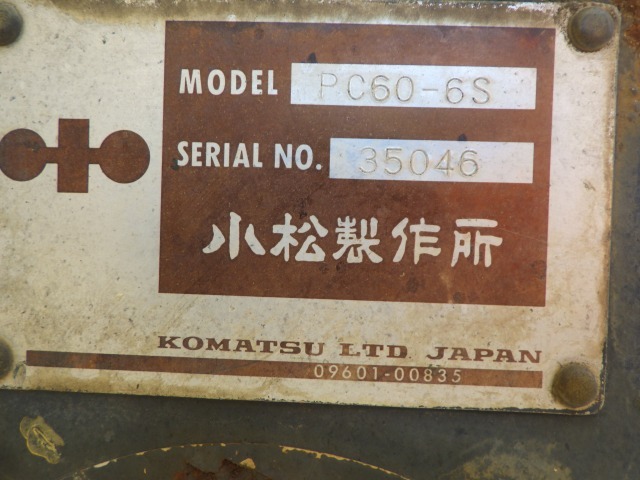 MODEL PC60-6S
SERIAL NO. 35046
小松製作所
KOMATSU LTD. JAPAN
09601-00835